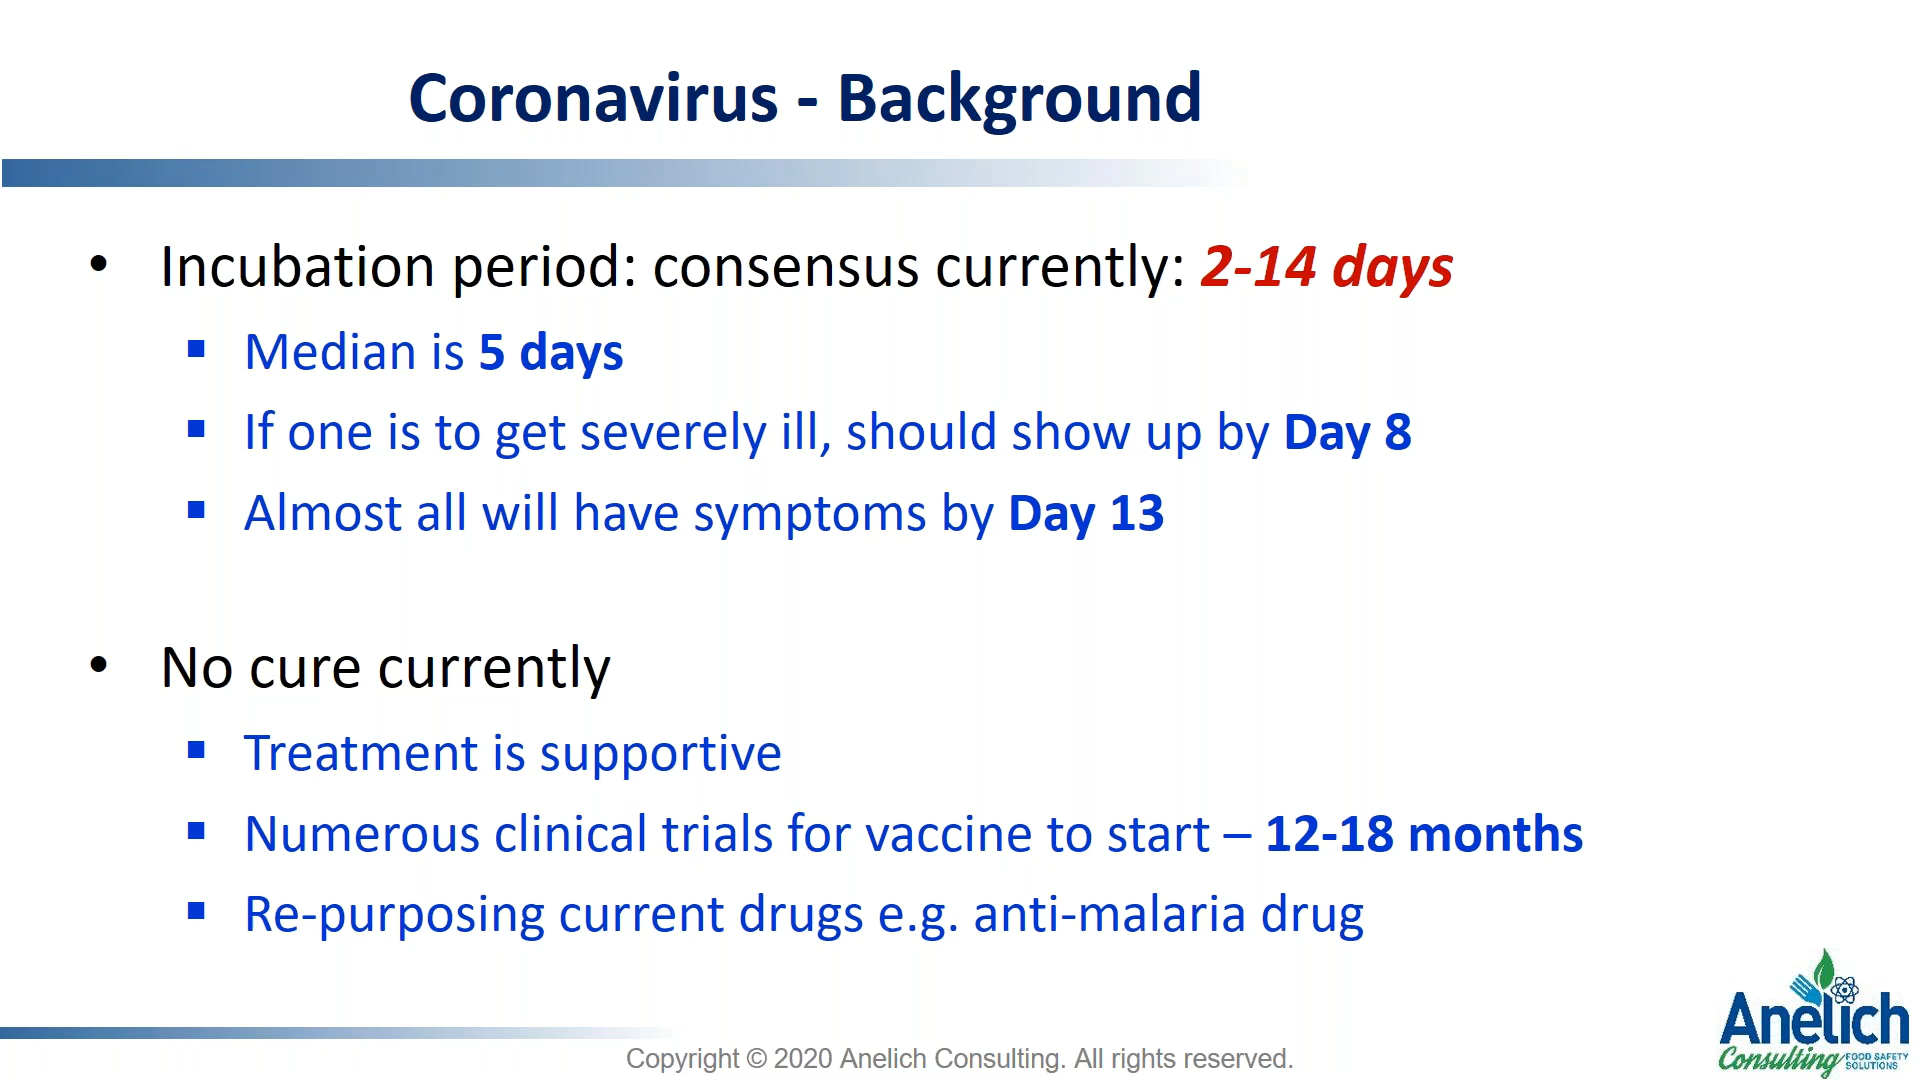 Coronavirus - Background
• Incubation period: consensus currently: 2-14 days
▪ Median is 5 days
▪ If one is to get severely ill, should show up by Day 8
▪ Almost all will have symptoms by Day 13
• No cure currently
▪ Treatment is supportive
▪ Numerous clinical trials for vaccine to start – 12-18 months
▪ Re-purposing current drugs e.g. anti-malaria drug
Anelich
Consulting FOOD SAFETY
SOLUTIONS
Copyright © 2020 Anelich Consulting. All rights reserved.